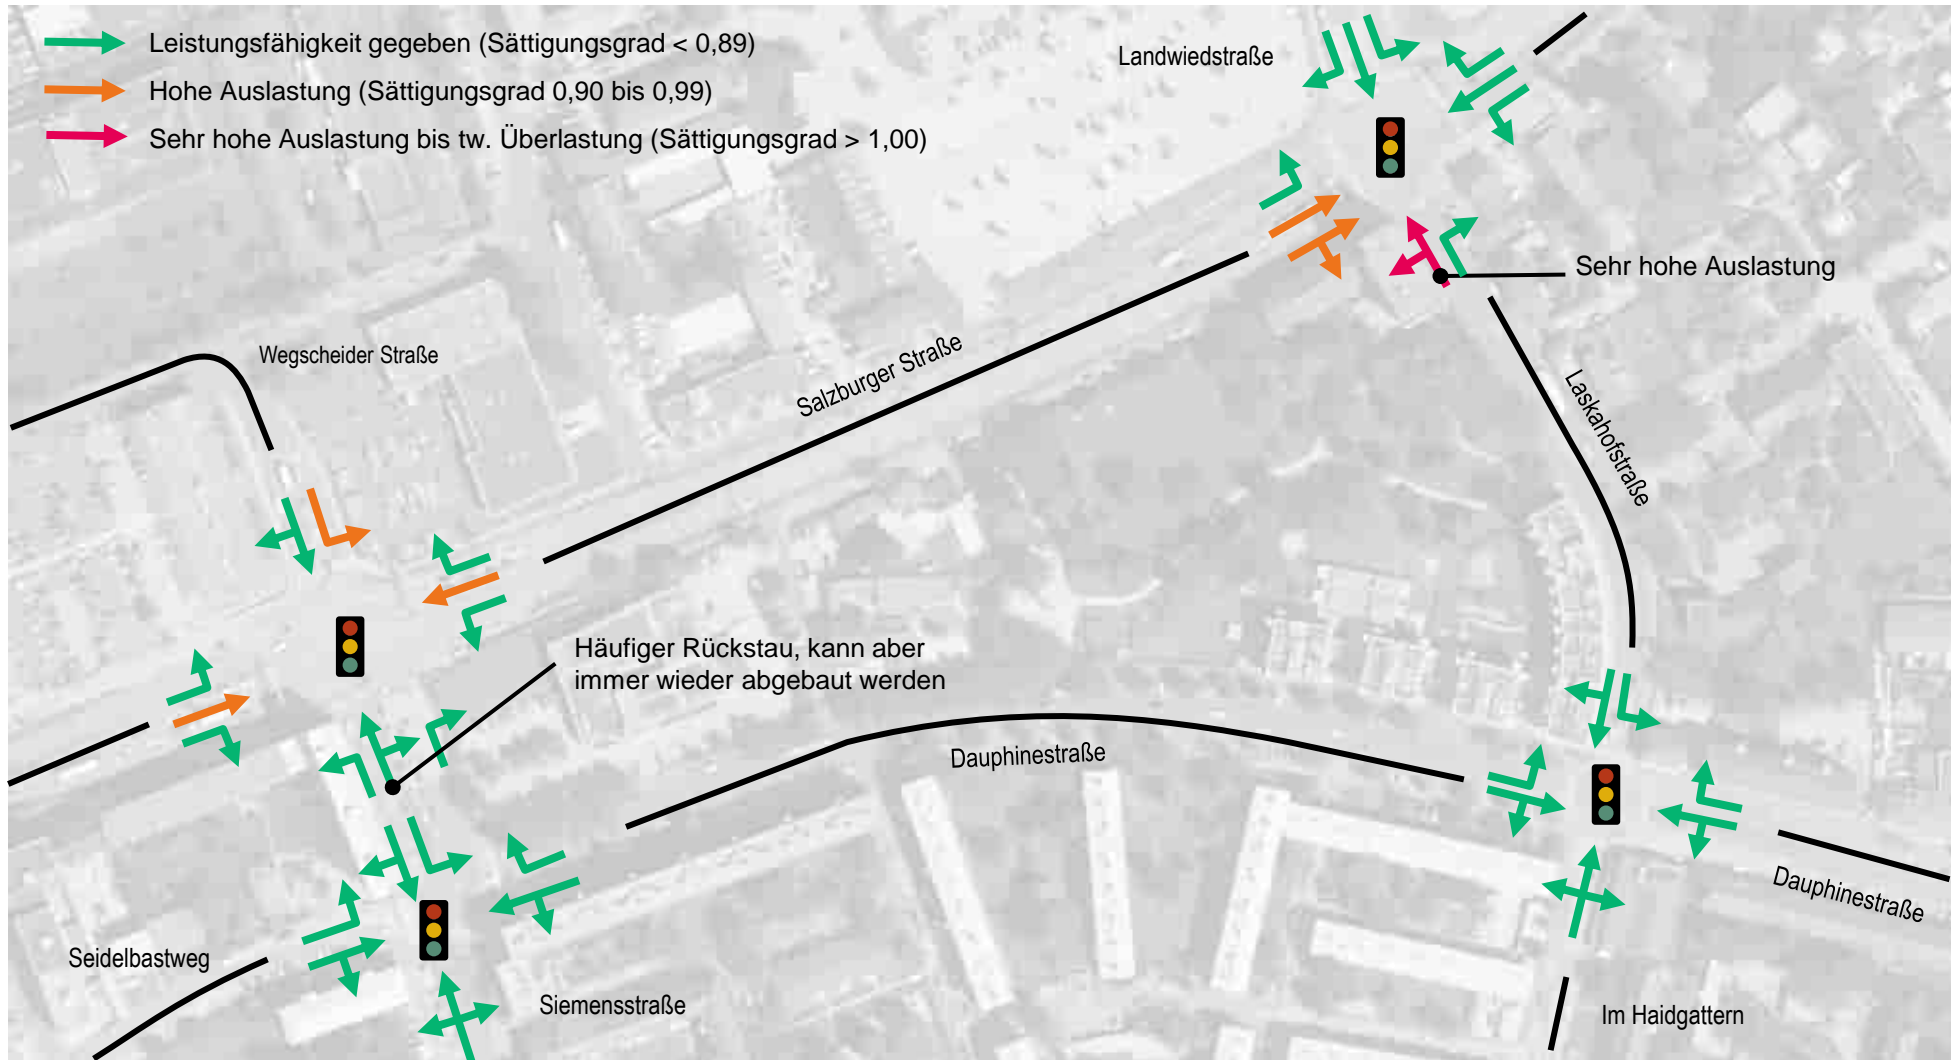 Leistungsfähigkeit gegeben (Sättigungsgrad < 0,89)
Hohe Auslastung (Sättigungsgrad 0,90 bis 0,99)
Sehr hohe Auslastung bis tw. Überlastung (Sättigungsgrad > 1,00)
Landwiedstraße
Sehr hohe Auslastung
Wegscheider Straße
Salzburger Straße
Laskahofstraße
Häufiger Rückstau, kann aber
immer wieder abgebaut werden
Dauphinestraße
Dauphinestraße
Seidelbastweg
Siemensstraße
Im Haidgattern